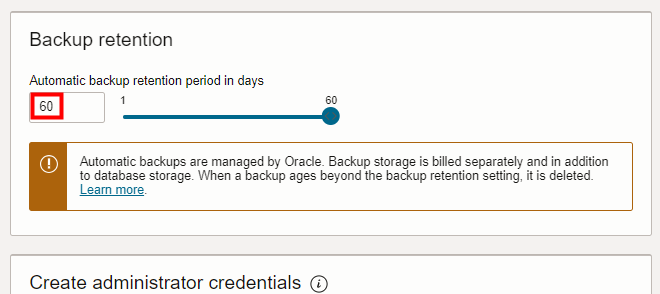 Backup retention
Automatic backup retention period in days
60
1
60
Automatic backups are managed by Oracle. Backup storage is billed separately and in addition
to database storage. When a backup ages beyond the backup retention setting, it is deleted.
Learn more.
Create administrator credentials